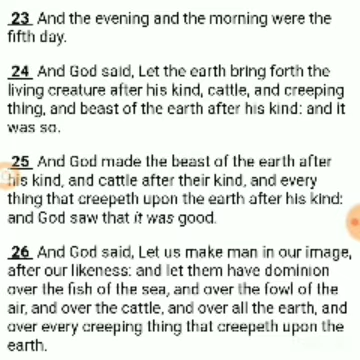 23 And the evening and the morning were the
fifth day.
24 And God said, Let the earth bring forth the
living creature after his kind, cattle, and creeping
thing, and beast of the earth after his kind: and it
was so.
25 And God made the beast of the earth after
his kind, and cattle after their kind, and every
thing that creepeth upon the earth after his kind:
and God saw that it was good.
26 And God said, Let us make man in our image,
after our likeness: and let them have dominion
over the fish of the sea, and over the fowl of the
air, and over the cattle, and over all the earth, and
over every creeping thing that creepeth upon the
earth.